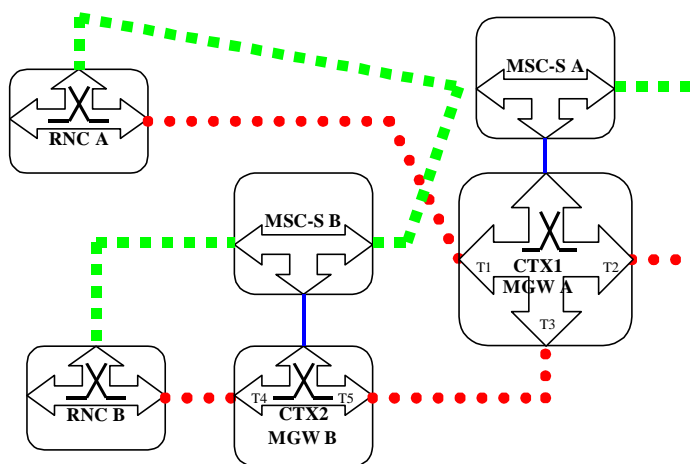 MSC-S A
RNC A
MSC-S B
T1
CTX1
T2
MGW A
T3
T4
CTX2
T5
RNC B
MGW B